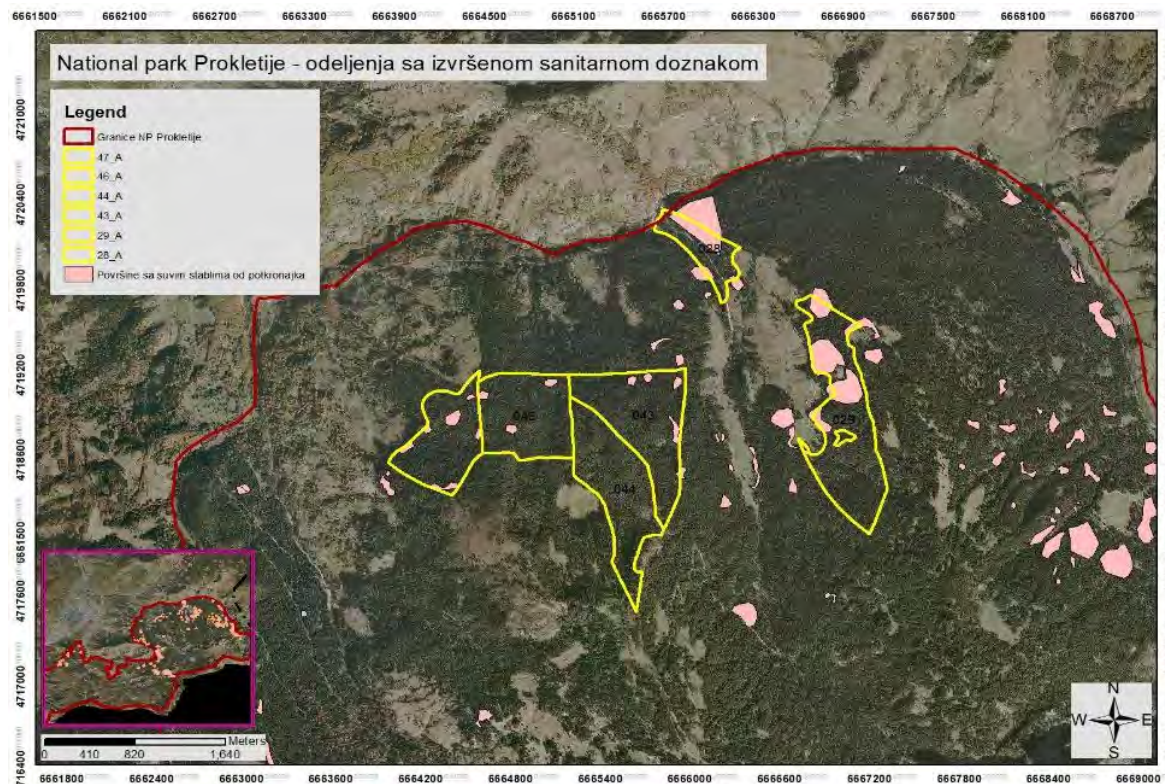 6661500 6662100 6662700 6663300 6663900 6664500 6665100 6665700 6666300 6666900 6667500 6668100 6668700
National park Prokletije - odeljenja sa izvršenom sanitarnom doznakom
Legend
Granice NP Prokletije
47_A
46_A
44_A
43_A
29_A
28_A
Površine sa suvim stablima od potkronajka
4721000
4720400
4719800
4719200
4718600
6661500
4717600
4717000
4716400
028
029
043
044
Meters
0 410 820 1,640
N
W E
S
6661800 6662400 6663000 6663600 6664200 6664800 6665400 6666000 6666600 6667200 6667800 6668400 6669000